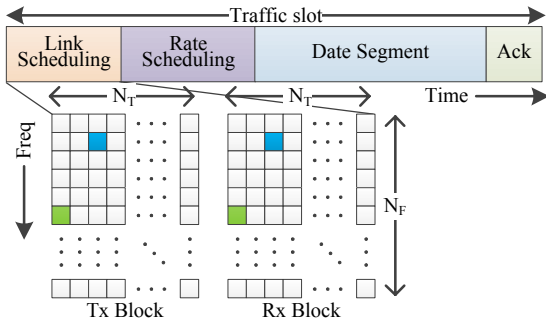 Traffic slot
Link
Scheduling
Rate
Scheduling
Date Segment
Ack
N_T
N_T
Time
Freq
N_F
Tx Block
Rx Block